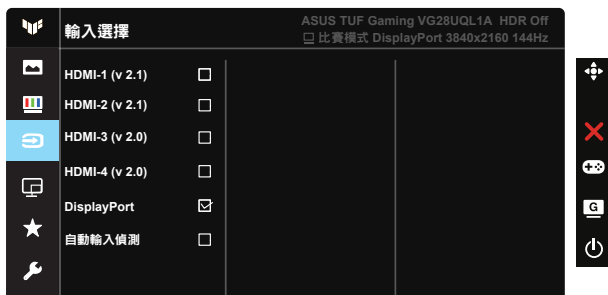 輸入選擇
ASUS TUF Gaming VG28UQL1A HDR Off
比賽模式 DisplayPort 3840x2160 144Hz
HDMI-1 (v 2.1)
HDMI-2 (v 2.1)
HDMI-3 (v 2.0)
HDMI-4 (v 2.0)
DisplayPort
自動輸入偵測
G